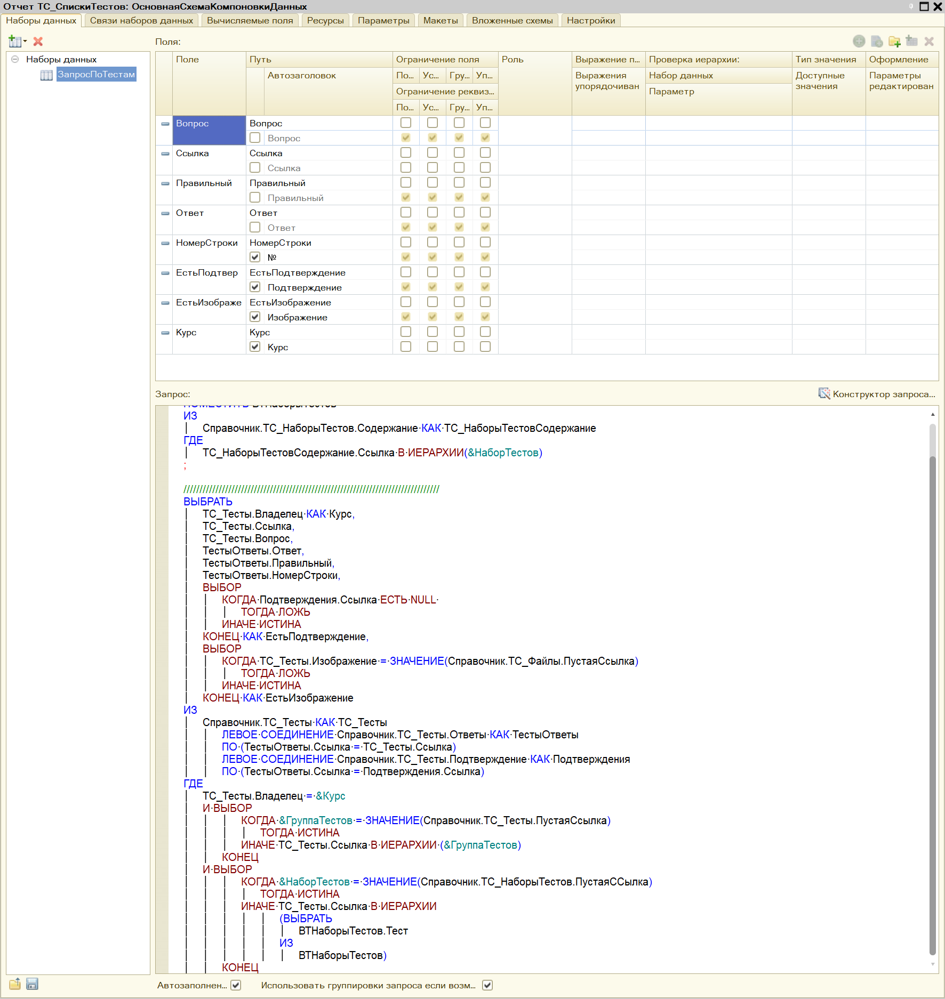 Отчет ТС_СпискиТестов: ОсновнаяСхемаКомпоновкиДанных
Наборы данных Связи наборов данных Вычисляемые поля Ресурсы Параметры Макеты Вложенные схемы Настройки
Поля:
Наборы данных
ЗапросПоТестам
Поле Путь Ограничение поля Роль Выражение п... Проверка иерархии: Тип значения Оформление
Автозаголовок По... Ус... Гру... Уп... Выражения упорядочиван Набор данных Доступные значения Параметры редактирован
Ограничение реквиз... Параметр
По... Ус... Гру... Уп...
Вопрос Вопрос
Вопрос
Ссылка Ссылка
Ссылка
Правильный Правильный
Правильный
Ответ Ответ
Ответ
НомерСтроки НомерСтроки
№
ЕстьПодтвер ЕстьПодтверждение
Подтверждение
ЕстьИзображе ЕстьИзображение
Изображение
Курс Курс
Курс
Запрос: Конструктор запроса...
ПОМЕСТИТЬ ВТНаборыТестов
ИЗ
Справочник.ТС_НаборыТестов.Содержание КАК ТС_НаборыТестовСодержание
ГДЕ
ТС_НаборыТестовСодержание.Ссылка В ИЕРАРХИИ(&НаборТестов)
;
////////////////////////////////////////////////////////////////////////////////
ВЫБРАТЬ
ТС_Тесты.Владелец КАК Курс,
ТС_Тесты.Ссылка,
ТС_Тесты.Вопрос,
ТестыОтветы.Ответ,
ТестыОтветы.Правильный,
ТестыОтветы.НомерСтроки,
ВЫБОР
КОГДА Подтверждения.Ссылка ЕСТЬ NULL
ТОГДА ЛОЖЬ
ИНАЧЕ ИСТИНА
КОНЕЦ КАК ЕстьПодтверждение,
ВЫБОР
КОГДА ТС_Тесты.Изображение = ЗНАЧЕНИЕ(Справочник.ТС_Файлы.ПустаяСсылка)
ТОГДА ЛОЖЬ
ИНАЧЕ ИСТИНА
КОНЕЦ КАК ЕстьИзображение
ИЗ
Справочник.ТС_Тесты КАК ТС_Тесты
ЛЕВОЕ СОЕДИНЕНИЕ Справочник.ТС_Тесты.Ответы КАК ТестыОтветы
ПО (ТестыОтветы.Ссылка = ТС_Тесты.Ссылка)
ЛЕВОЕ СОЕДИНЕНИЕ Справочник.ТС_Тесты.Подтверждение КАК Подтверждения
ПО (ТестыОтветы.Ссылка = Подтверждения.Ссылка)
ГДЕ
ТС_Тесты.Владелец = &Курс
И ВЫБОР
КОГДА &ГруппаТестов = ЗНАЧЕНИЕ(Справочник.ТС_Тесты.ПустаяСсылка)
ТОГДА ИСТИНА
ИНАЧЕ ТС_Тесты.Ссылка В ИЕРАРХИИ (&ГруппаТестов)
КОНЕЦ
И ВЫБОР
КОГДА &НаборТестов = ЗНАЧЕНИЕ(Справочник.ТС_НаборыТестов.ПустаяССылка)
ТОГДА ИСТИНА
ИНАЧЕ ТС_Тесты.Ссылка В ИЕРАРХИИ
(ВЫБРАТЬ
ВТНаборыТестов.Тест
ИЗ
ВТНаборыТестов)
КОНЕЦ
Автозаполнен... Использовать группировки запроса если возм...